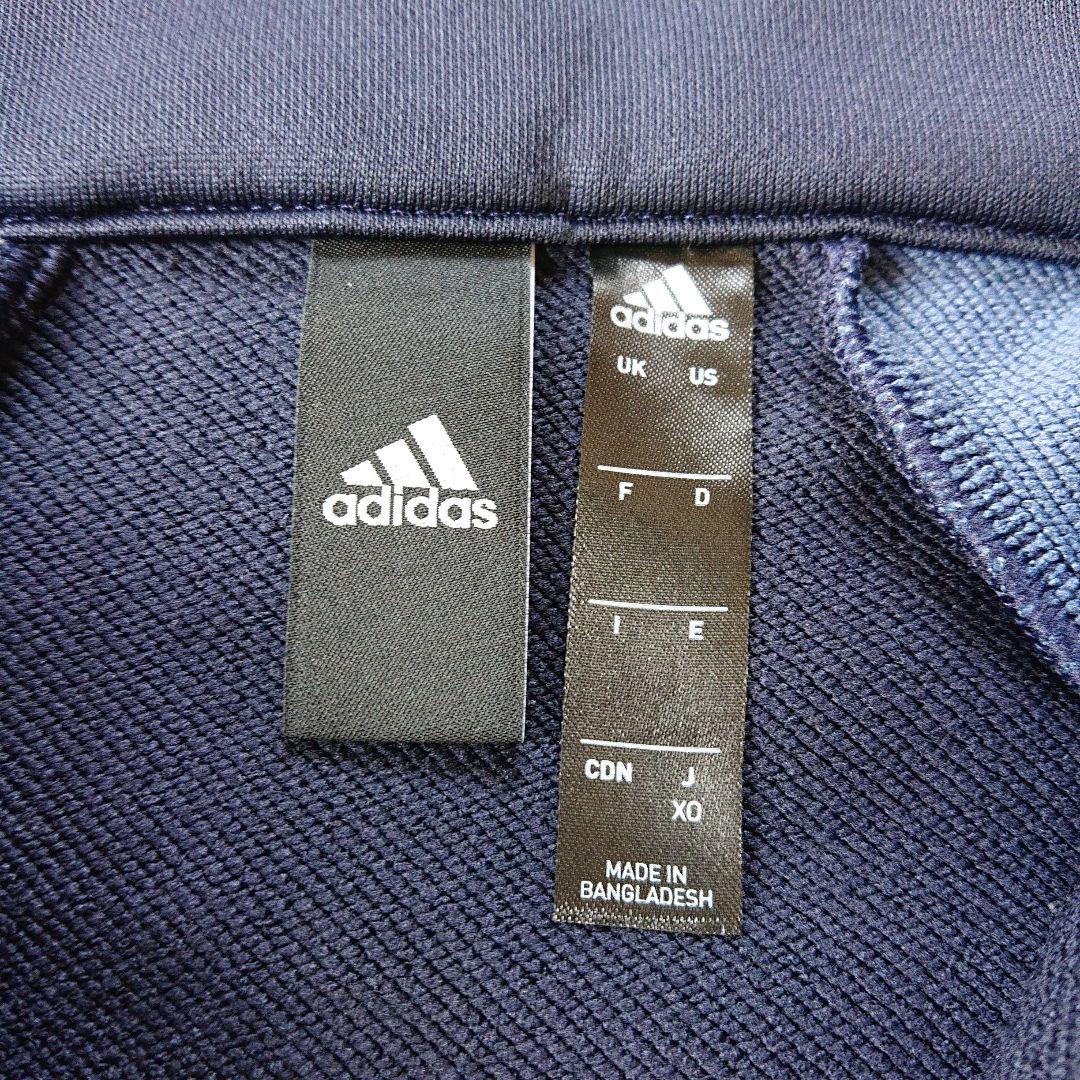 adidas
adidas
UK US
F D
I E
CDN J
XO
MADE IN
BANGLADESH